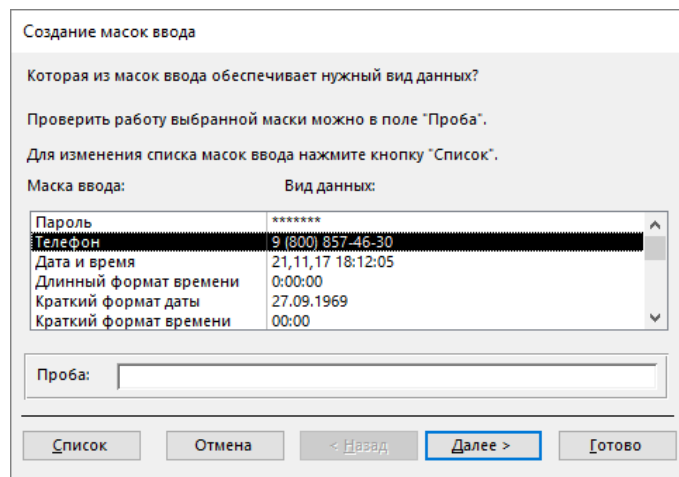 Создание масок ввода
Которая из масок ввода обеспечивает нужный вид данных?
Проверить работу выбранной маски можно в поле "Проба".
Для изменения списка масок ввода нажмите кнопку "Список".
Маска ввода: Вид данных:
Пароль *******
Телефон 9 (800) 857-46-30
Дата и время 21,11,17 18:12:05
Длинный формат времени 0:00:00
Краткий формат даты 27.09.1969
Краткий формат времени 00:00
Проба:
Список Отмена < Назад Далее > Готово